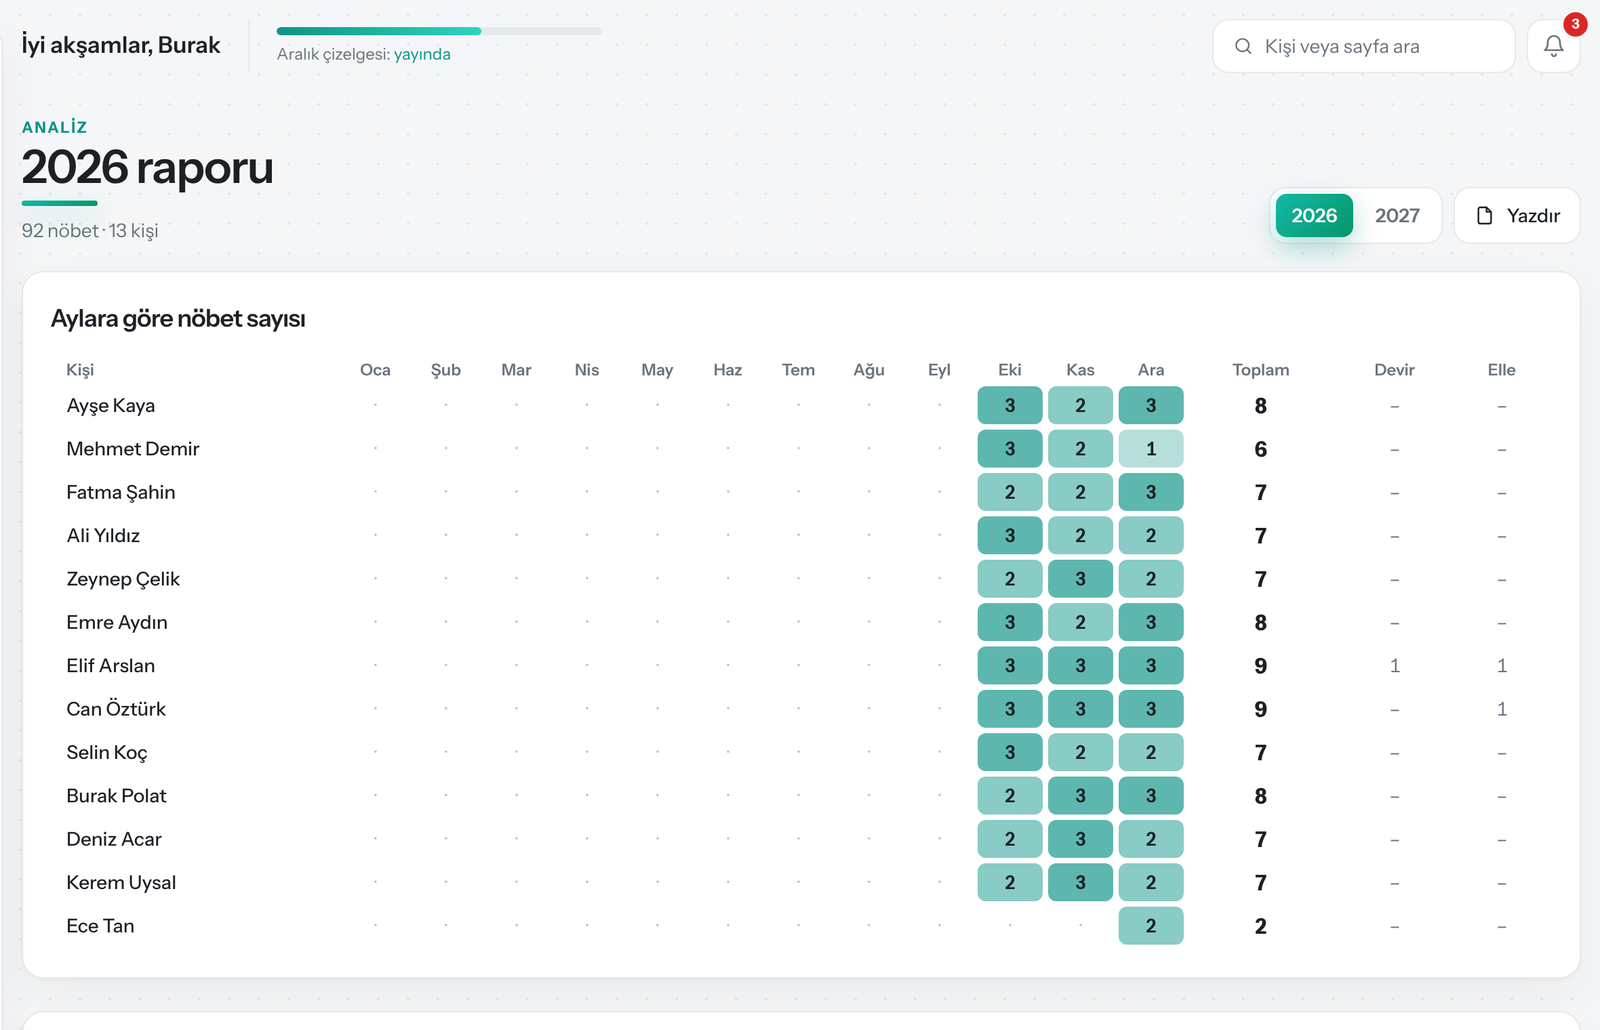 İyi akşamlar, Burak
Aralık çizelgesi: yayında
Kişi veya sayfa ara
3
ANALİZ
2026 raporu
92 nöbet · 13 kişi
2026 2027 Yazdır
Aylara göre nöbet sayısı
Kişi Oca Şub Mar Nis May Haz Tem Ağu Eyl Eki Kas Ara Toplam Devir Elle
Ayşe Kaya · · · · · · · · · 3 2 3 8 – –
Mehmet Demir · · · · · · · · · 3 2 1 6 – –
Fatma Şahin · · · · · · · · · 2 2 3 7 – –
Ali Yıldız · · · · · · · · · 3 2 2 7 – –
Zeynep Çelik · · · · · · · · · 2 3 2 7 – –
Emre Aydın · · · · · · · · · 3 2 3 8 – –
Elif Arslan · · · · · · · · · 3 3 3 9 1 1
Can Öztürk · · · · · · · · · 3 3 3 9 – 1
Selin Koç · · · · · · · · · 3 2 2 7 – –
Burak Polat · · · · · · · · · 2 3 3 8 – –
Deniz Acar · · · · · · · · · 2 3 2 7 – –
Kerem Uysal · · · · · · · · · 2 3 2 7 – –
Ece Tan · · · · · · · · · · · 2 2 – –